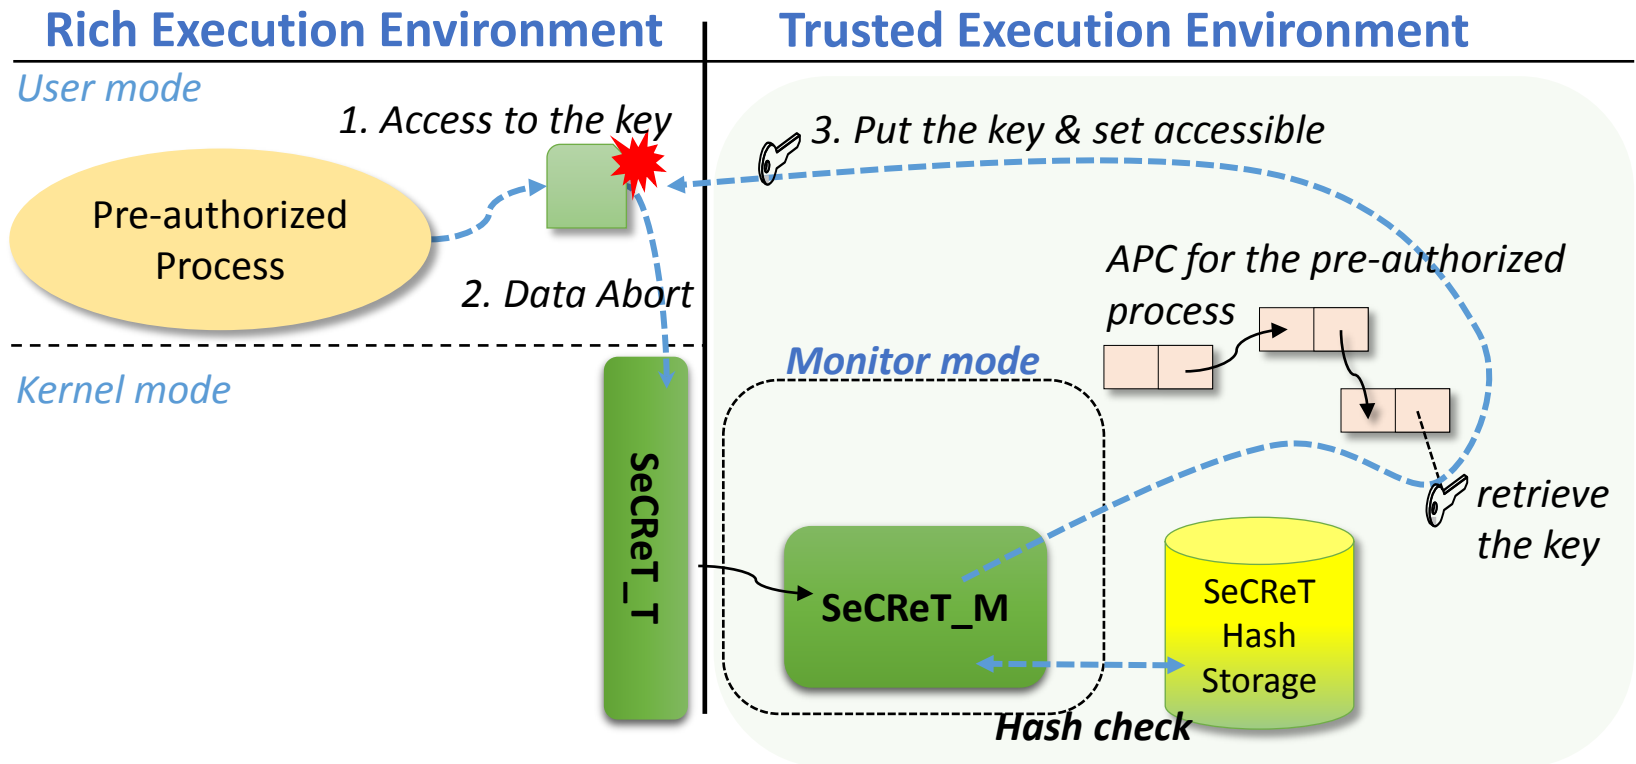 Rich Execution Environment
Trusted Execution Environment
User mode
1. Access to the key
3. Put the key & set accessible
Pre-authorized
Process
2. Data Abort
APC for the pre-authorized
process
Monitor mode
Kernel mode
SeCReT_T
retrieve
the key
SeCReT_M
SeCReT
Hash
Storage
Hash check